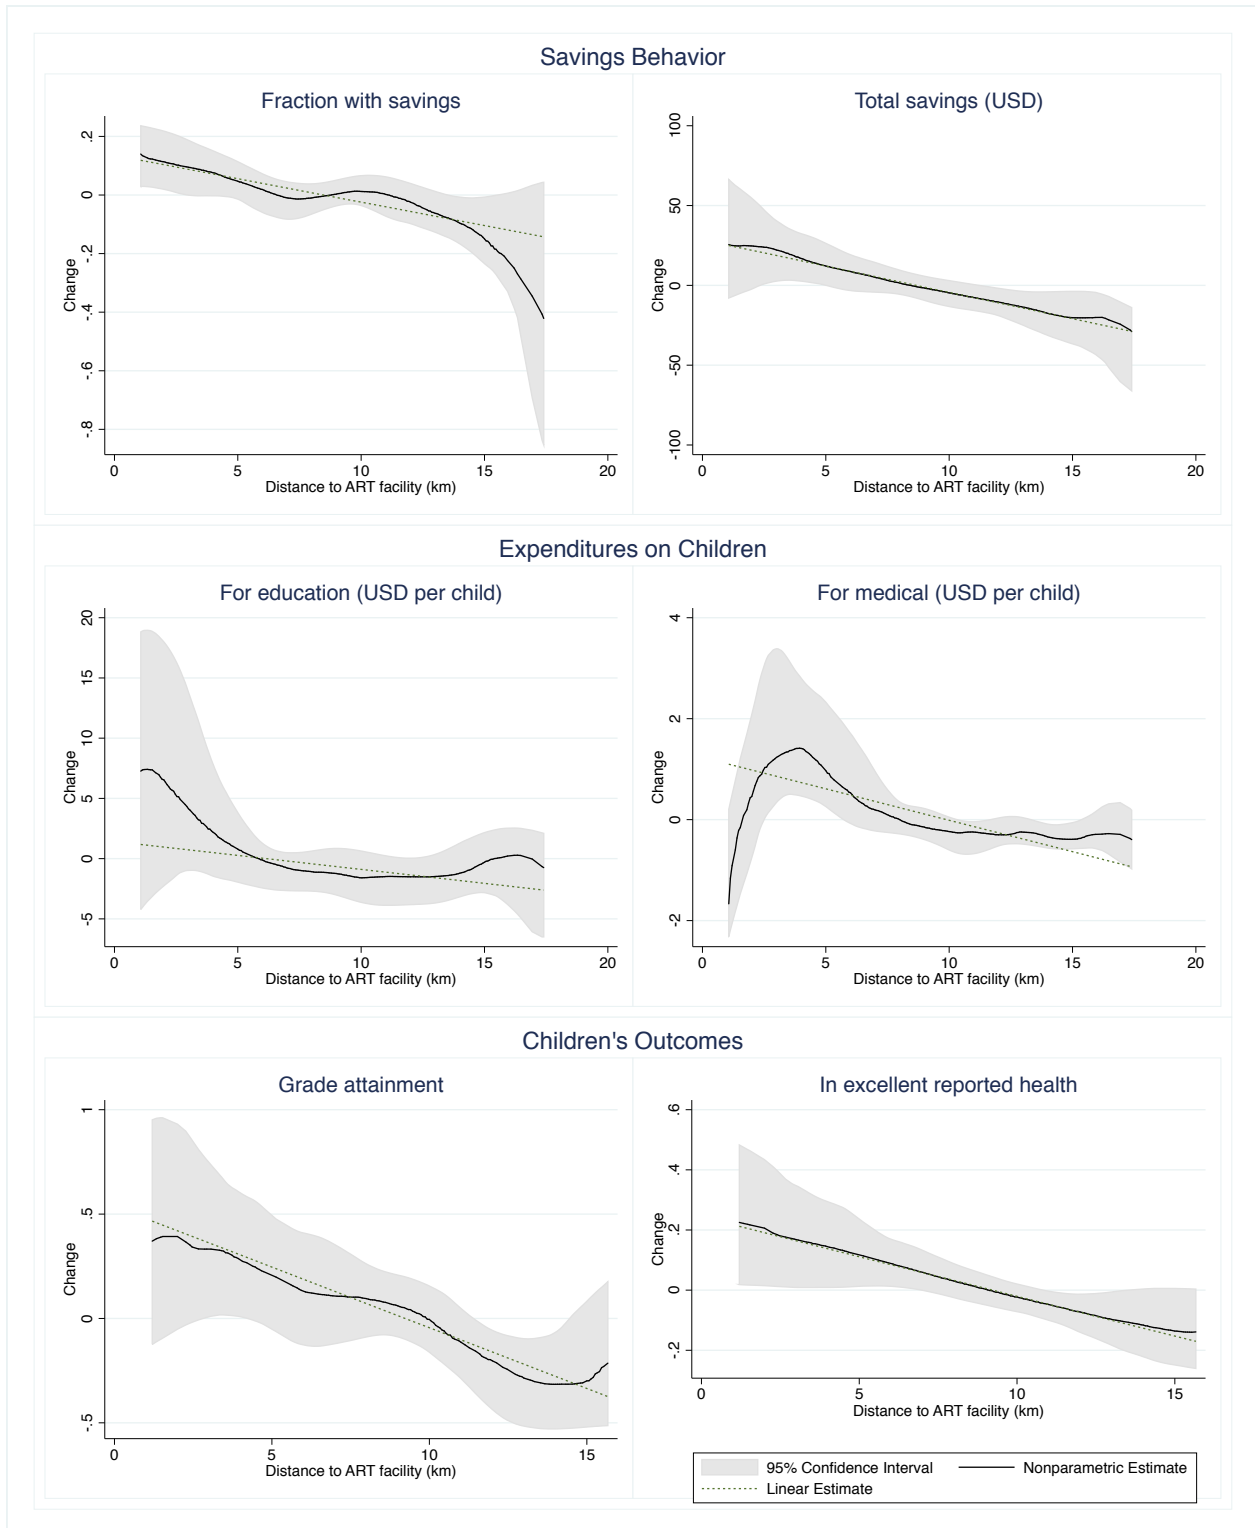 Savings Behavior
Fraction with savings
Change
.2
0
-.2
-.4
-.6
-.8
0 5 10 15 20
Distance to ART facility (km)
Total savings (USD)
Change
100
50
0
-50
-100
0 5 10 15 20
Distance to ART facility (km)
Expenditures on Children
For education (USD per child)
Change
20
15
10
5
0
-5
0 5 10 15 20
Distance to ART facility (km)
For medical (USD per child)
Change
4
2
0
-2
0 5 10 15 20
Distance to ART facility (km)
Children's Outcomes
Grade attainment
Change
1
.5
0
-.5
0 5 10 15
Distance to ART facility (km)
In excellent reported health
Change
.6
.4
.2
0
-.2
0 5 10 15
Distance to ART facility (km)
95% Confidence Interval Nonparametric Estimate
Linear Estimate